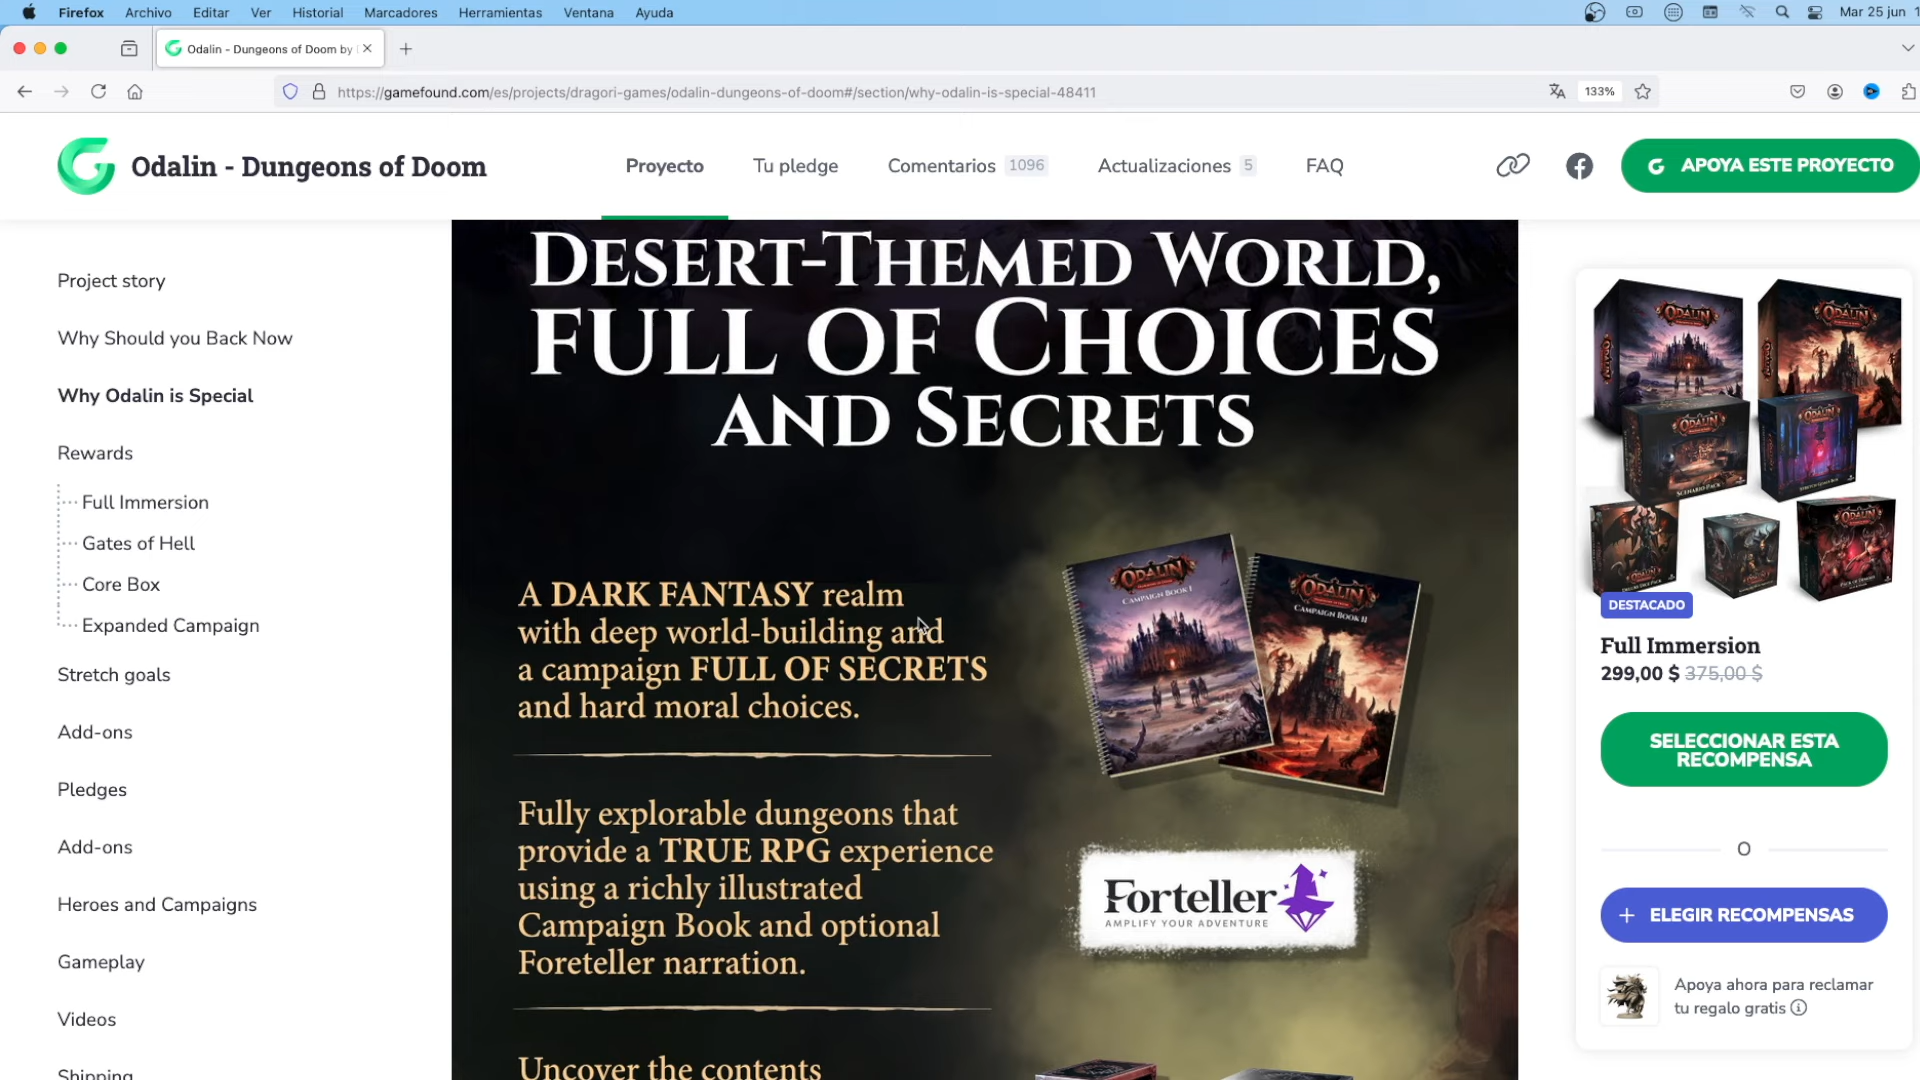 Firefox Archivo Editar Ver Historial Marcadores Herramientas Ventana Ayuda
Mar 25 jun
Odalin - Dungeons of Doom by
https://gamefound.com/es/projects/dragori-games/odalin-dungeons-of-doom#/section/why-odalin-is-special-48411
133%
Odalin - Dungeons of Doom
Proyecto
Tu pledge
Comentarios 1096
Actualizaciones 5
FAQ
APOYA ESTE PROYECTO
Project story
Why Should you Back Now
Why Odalin is Special
Rewards
Full Immersion
Gates of Hell
Core Box
Expanded Campaign
Stretch goals
Add-ons
Pledges
Add-ons
Heroes and Campaigns
Gameplay
Videos
Shipping
DESERT-THEMED WORLD,
FULL OF CHOICES
AND SECRETS
A DARK FANTASY realm
with deep world-building and
a campaign FULL OF SECRETS
and hard moral choices.
ODALIN
CAMPAIGN BOOK I
ODALIN
CAMPAIGN BOOK II
Fully explorable dungeons that
provide a TRUE RPG experience
using a richly illustrated
Campaign Book and optional
Foreteller narration.
Forteller
AMPLIFY YOUR ADVENTURE
Uncover the contents
ODALIN
ODALIN
ODALIN
SCENARIO PACK
ODALIN
ODALIN
DESTACADO
Full Immersion
299,00 $ 375,00 $
SELECCIONAR ESTA
RECOMPENSA
O
+ ELEGIR RECOMPENSAS
Apoya ahora para reclamar
tu regalo gratis